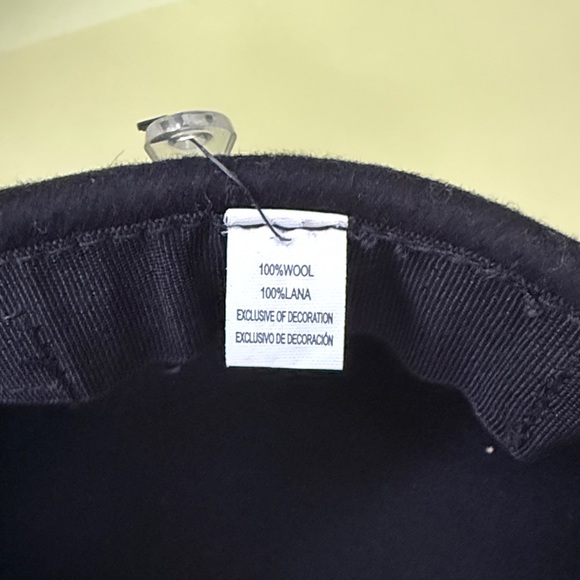 100%WOOL
100%LANA
EXCLUSIVE OF DECORATION
EXCLUSIVO DE DECORACIÓN